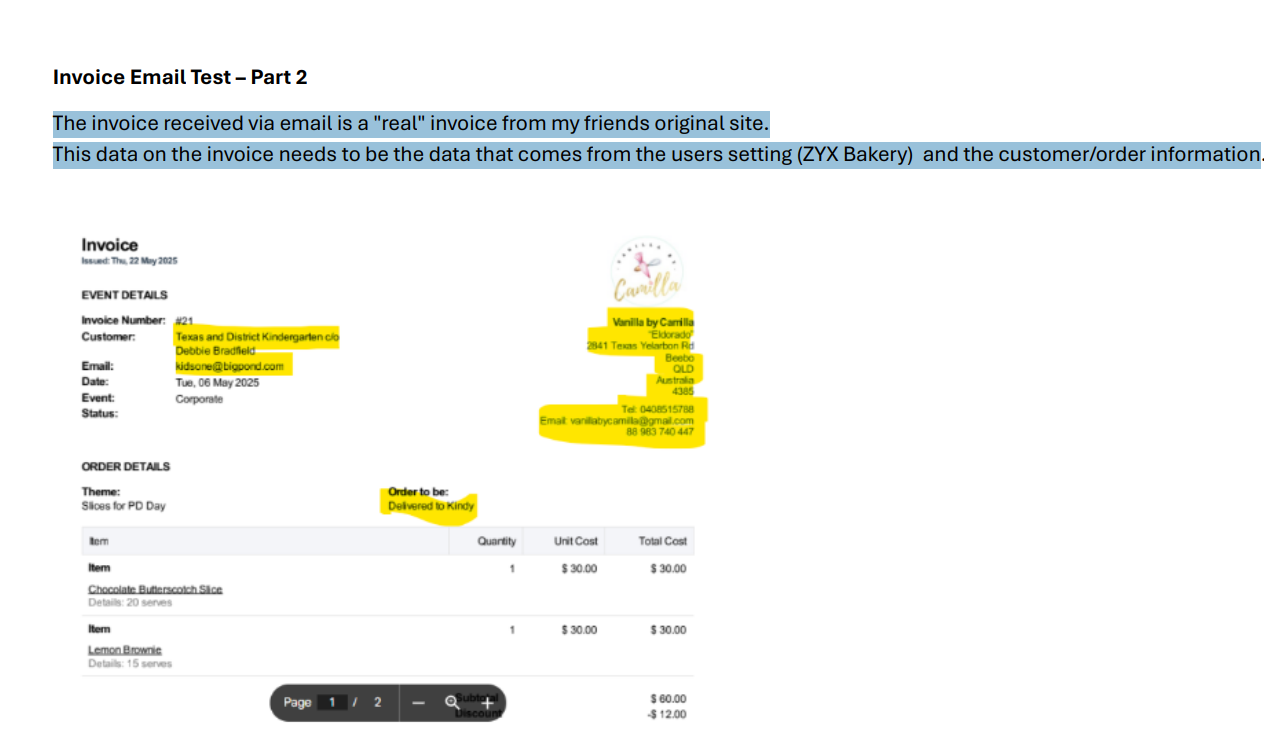 Invoice Email Test – Part 2
The invoice received via email is a "real" invoice from my friends original site.
This data on the invoice needs to be the data that comes from the users setting (ZYX Bakery)  and the customer/order information.
Invoice
Issued: Thu, 22 May 2025
VANILLA BY
Camilla
EVENT DETAILS
Invoice Number: #21
Customer: Texas and District Kindergarten c/o
Debbie Bradfield
Email: kidsone@bigpond.com
Date: Tue, 06 May 2025
Event: Corporate
Status:
Vanilla by Camilla
"Eldorado"
2841 Texas Yelarbon Rd
Beebo
QLD
Australia
4385
Tel: 0408515788
Email: vanillabycamilla@gmail.com
88 983 740 447
ORDER DETAILS
Theme: Order to be:
Slices for PD Day Delivered to Kindy
Item Quantity Unit Cost Total Cost
Item 1 $ 30.00 $ 30.00
Chocolate Butterscotch Slice
Details: 20 serves
Item 1 $ 30.00 $ 30.00
Lemon Brownie
Details: 15 serves
Subtotal $ 60.00
Discount -$ 12.00
Page 1 / 2